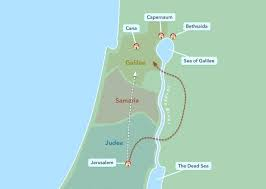 Capernaum
Bethsaida
Cana
Sea of Galilee
Galilee
Samaria
Judea
Jerusalem
The Dead Sea